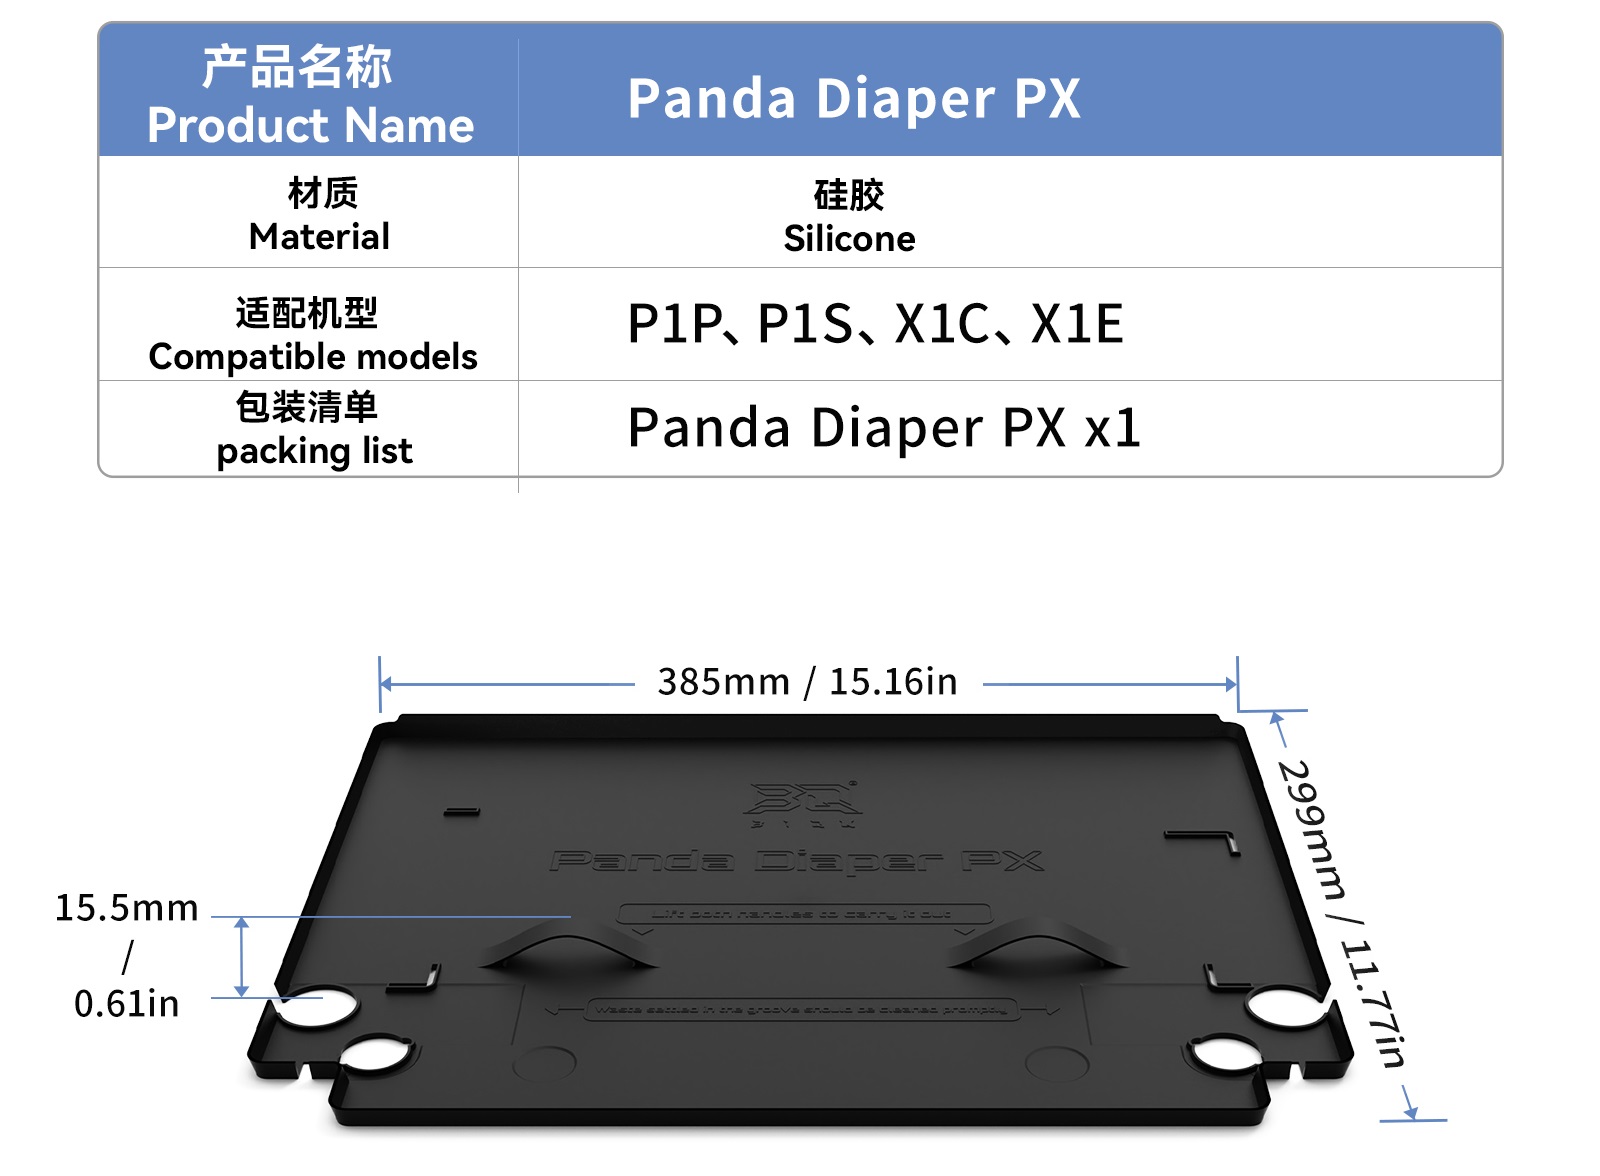 产品名称
Product Name
Panda Diaper PX
材质
Material
硅胶
Silicone
适配机型
Compatible models
P1P、P1S、X1C、X1E
包装清单
packing list
Panda Diaper PX x1
385mm / 15.16in
299mm / 11.77in
15.5mm
/
0.61in
Panda Diaper PX
Lift both handles to carry it out
Waste settled in the groove should be cleaned promptly